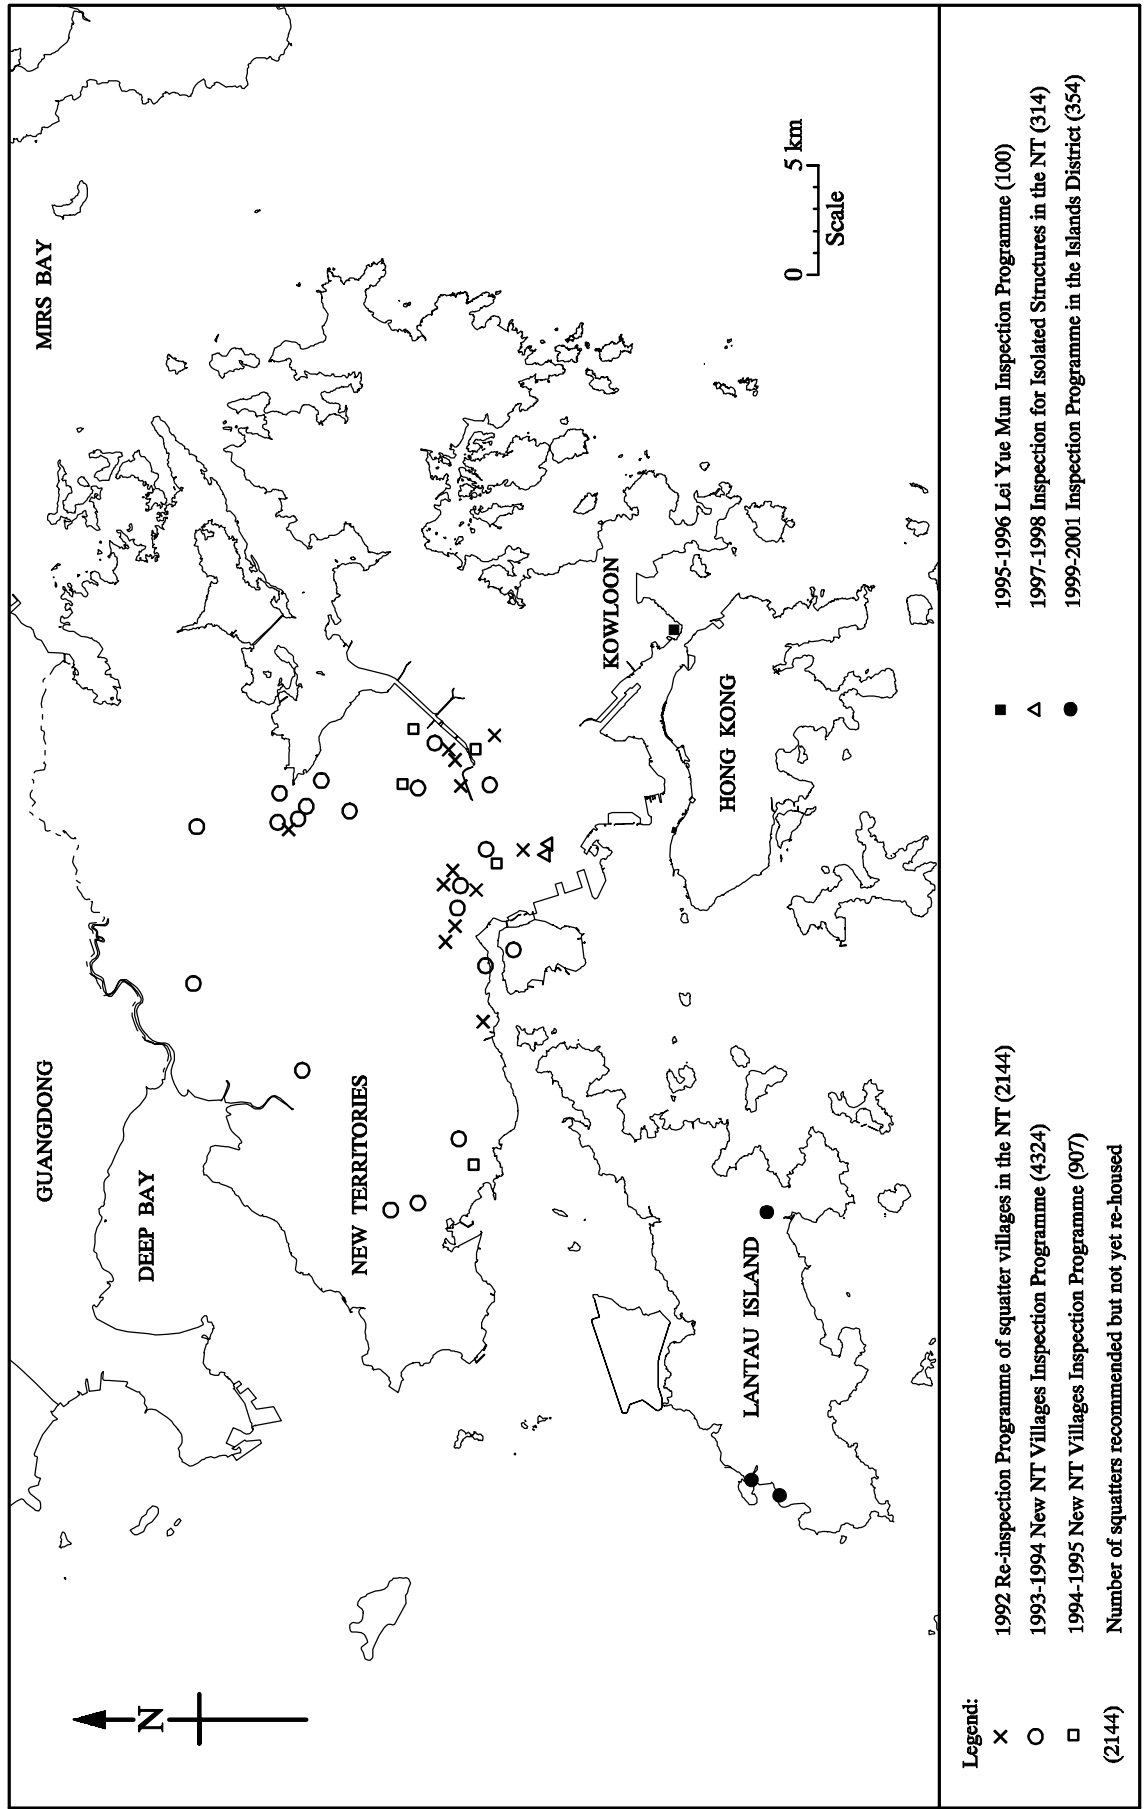 MIRS BAY
GUANGDONG
DEEP BAY
NEW TERRITORIES
KOWLOON
HONG KONG
LANTAU ISLAND
N
0 5 km
Scale
Legend:
1992 Re-inspection Programme of squatter villages in the NT (2144)
1993-1994 New NT Villages Inspection Programme (4324)
1994-1995 New NT Villages Inspection Programme (907)
(2144) Number of squatters recommended but not yet re-housed
1995-1996 Lei Yue Mun Inspection Programme (100)
1997-1998 Inspection for Isolated Structures in the NT (314)
1999-2001 Inspection Programme in the Islands District (354)